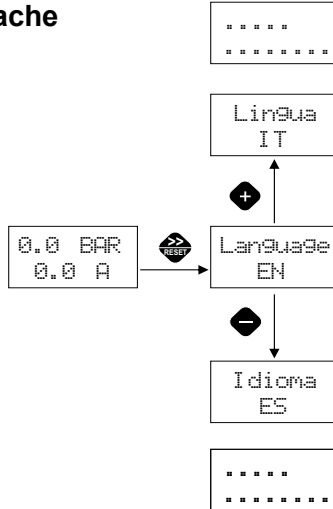 ache
. . . . .
. . . . . . . .
Lingua
IT
+
0.0 BAR
0.0 A
>>
RESET
Language
EN
−
Idioma
ES
. . . . .
. . . . . . . .